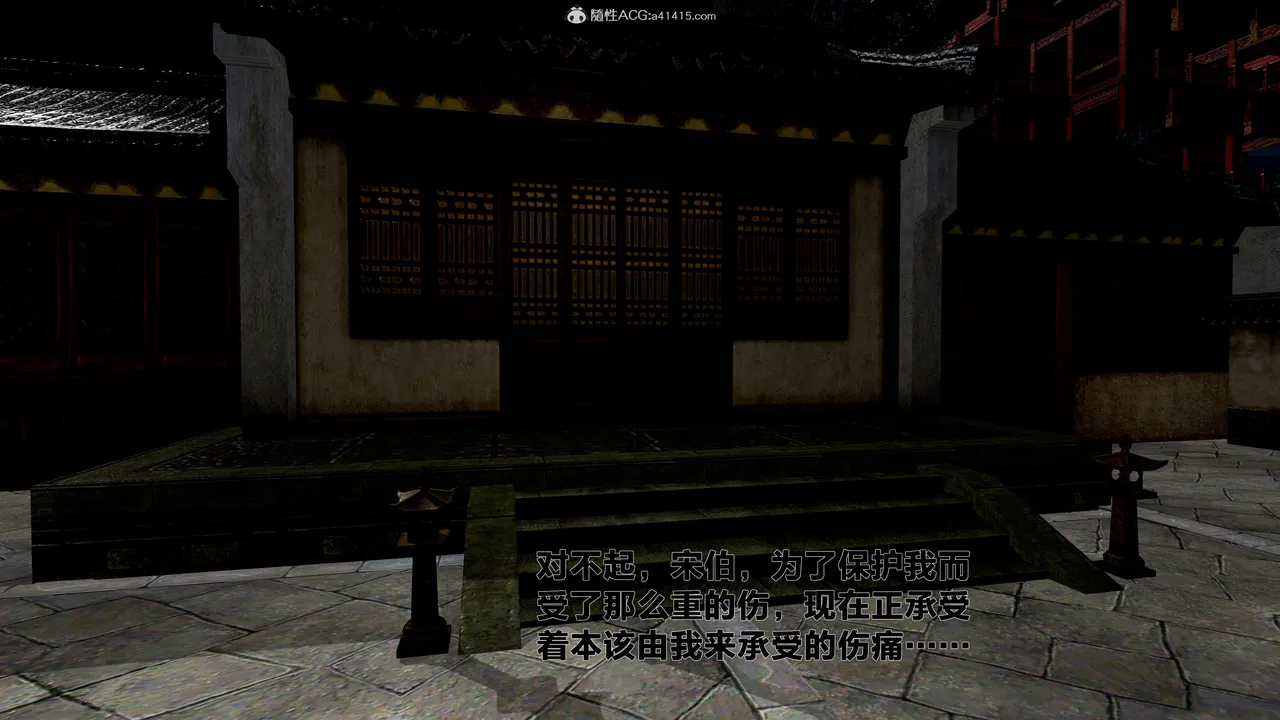 隨性ACG:a41415.com
对不起，宋伯，为了保护我而
受了那么重的伤，现在正承受
着本该由我来承受的伤痛……